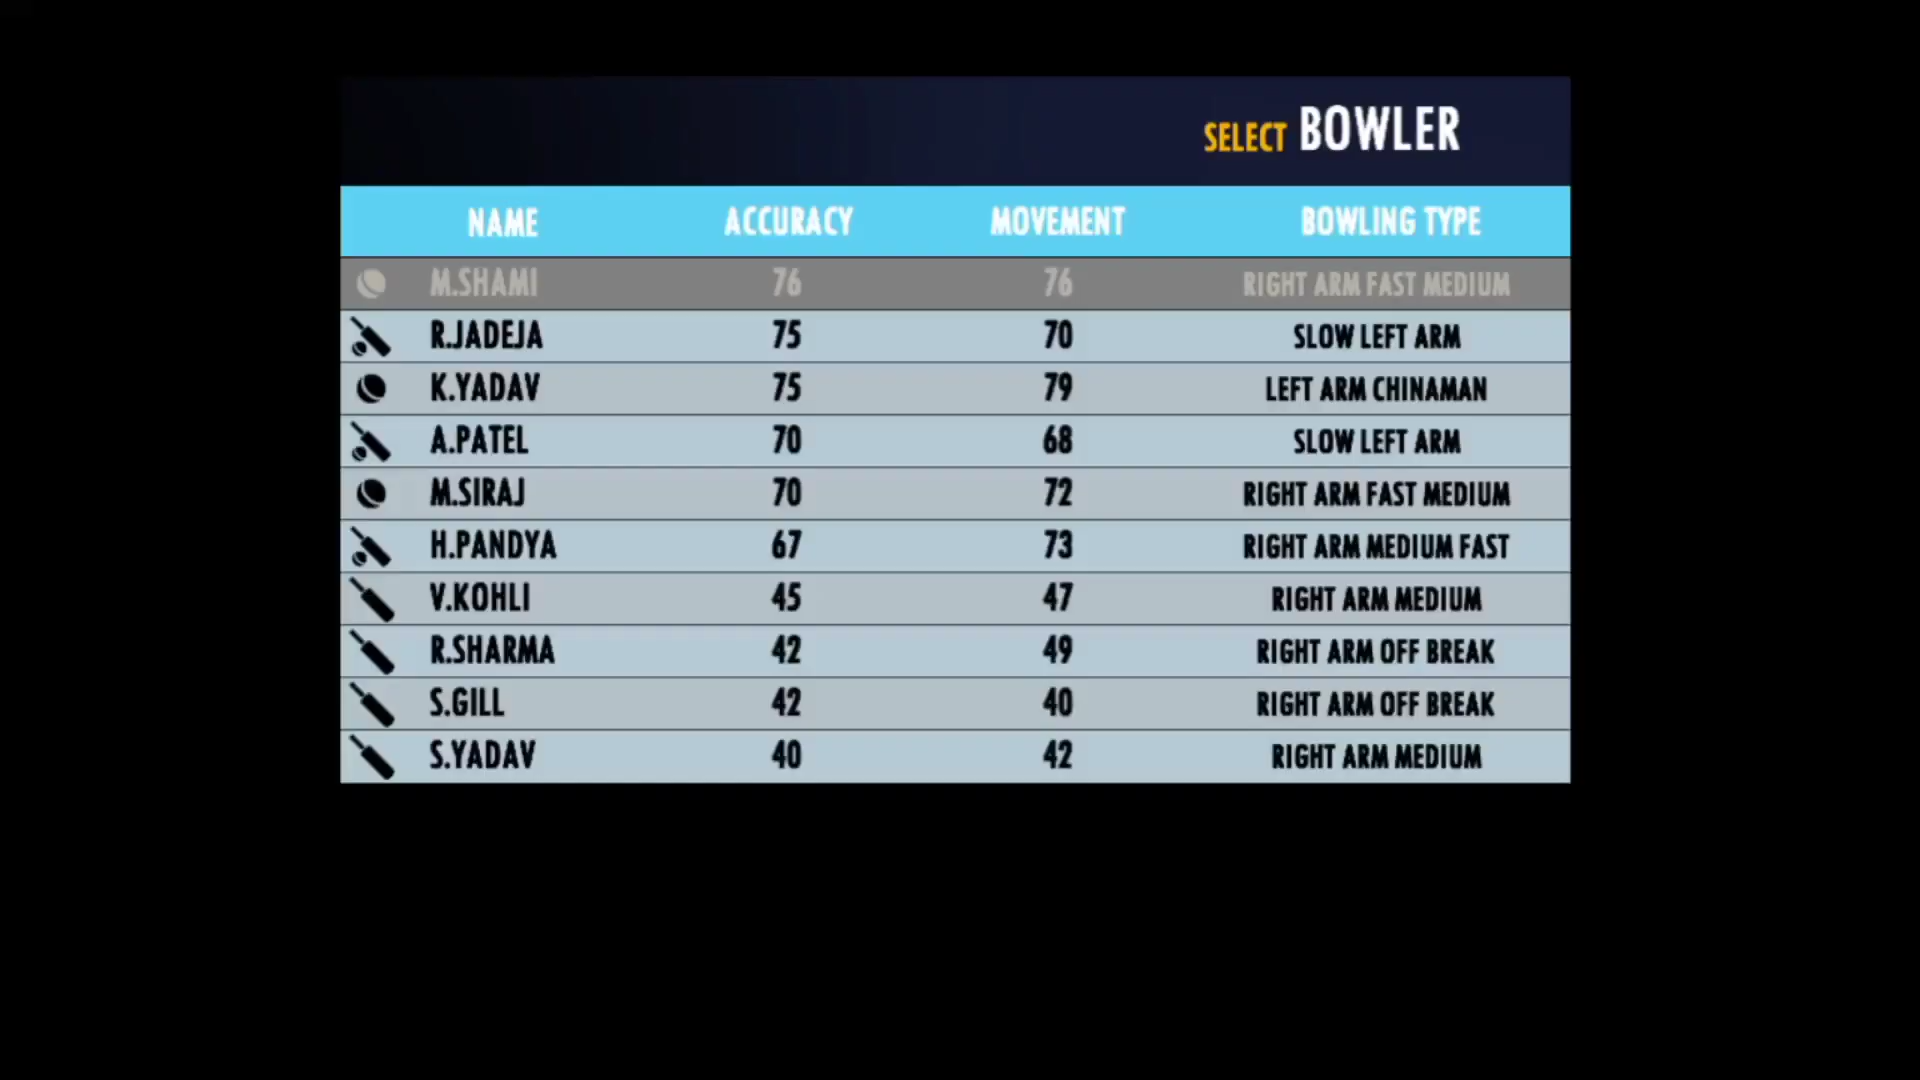 SELECT BOWLER
NAME ACCURACY MOVEMENT BOWLING TYPE
M.SHAMI 76 76 RIGHT ARM FAST MEDIUM
R.JADEJA 75 70 SLOW LEFT ARM
K.YADAV 75 79 LEFT ARM CHINAMAN
A.PATEL 70 68 SLOW LEFT ARM
M.SIRAJ 70 72 RIGHT ARM FAST MEDIUM
H.PANDYA 67 73 RIGHT ARM MEDIUM FAST
V.KOHLI 45 47 RIGHT ARM MEDIUM
R.SHARMA 42 49 RIGHT ARM OFF BREAK
S.GILL 42 40 RIGHT ARM OFF BREAK
S.YADAV 40 42 RIGHT ARM MEDIUM